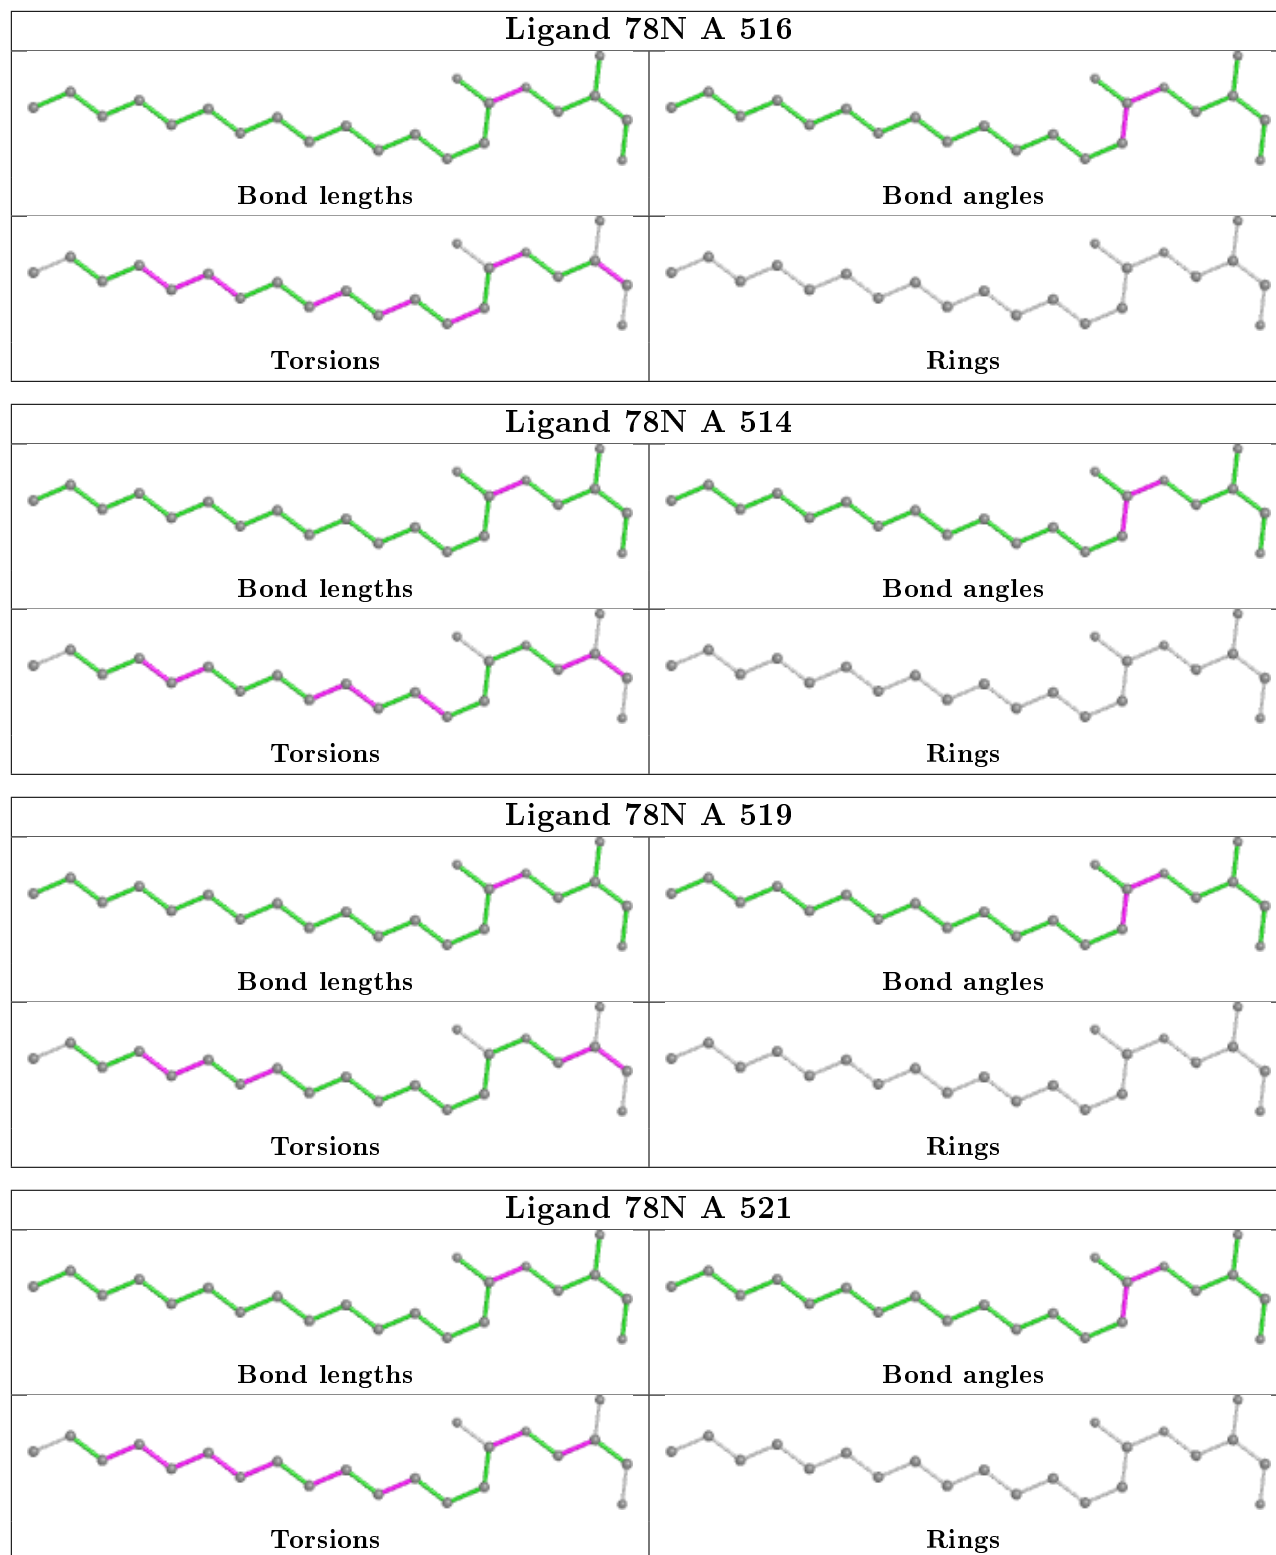 Ligand 78N A 516
Bond lengths Bond angles
Torsions Rings
Ligand 78N A 514
Bond lengths Bond angles
Torsions Rings
Ligand 78N A 519
Bond lengths Bond angles
Torsions Rings
Ligand 78N A 521
Bond lengths Bond angles
Torsions Rings